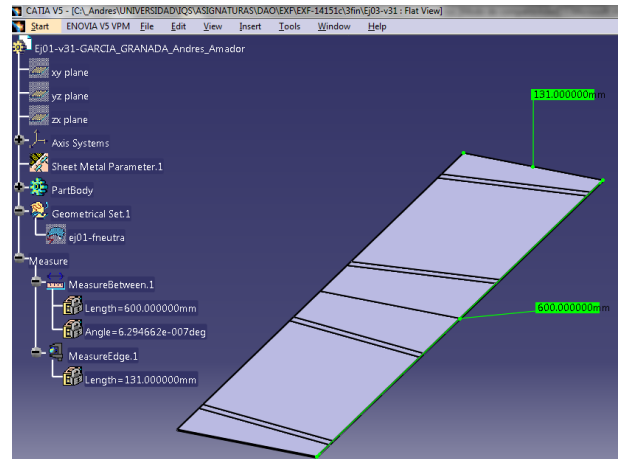 CATIA V5 - [C:\_Andres\UNIVERSIDAD\IQS\ASIGNATURAS\DAO\EXF\EXF-14151c\3fin\Ej03-v31 : Flat View]
Start ENOVIA V5 VPM File Edit View Insert Tools Window Help
Ej01-v31-GARCIA_GRANADA_Andres_Amador
xy plane
yz plane
zx plane
Axis Systems
Sheet Metal Parameter.1
PartBody
Geometrical Set.1
ej01-fneutra
Measure
MeasureBetween.1
Length=600.000000mm
Angle=6.294662e-007deg
MeasureEdge.1
Length=131.000000mm
131.000000mm
600.000000mm